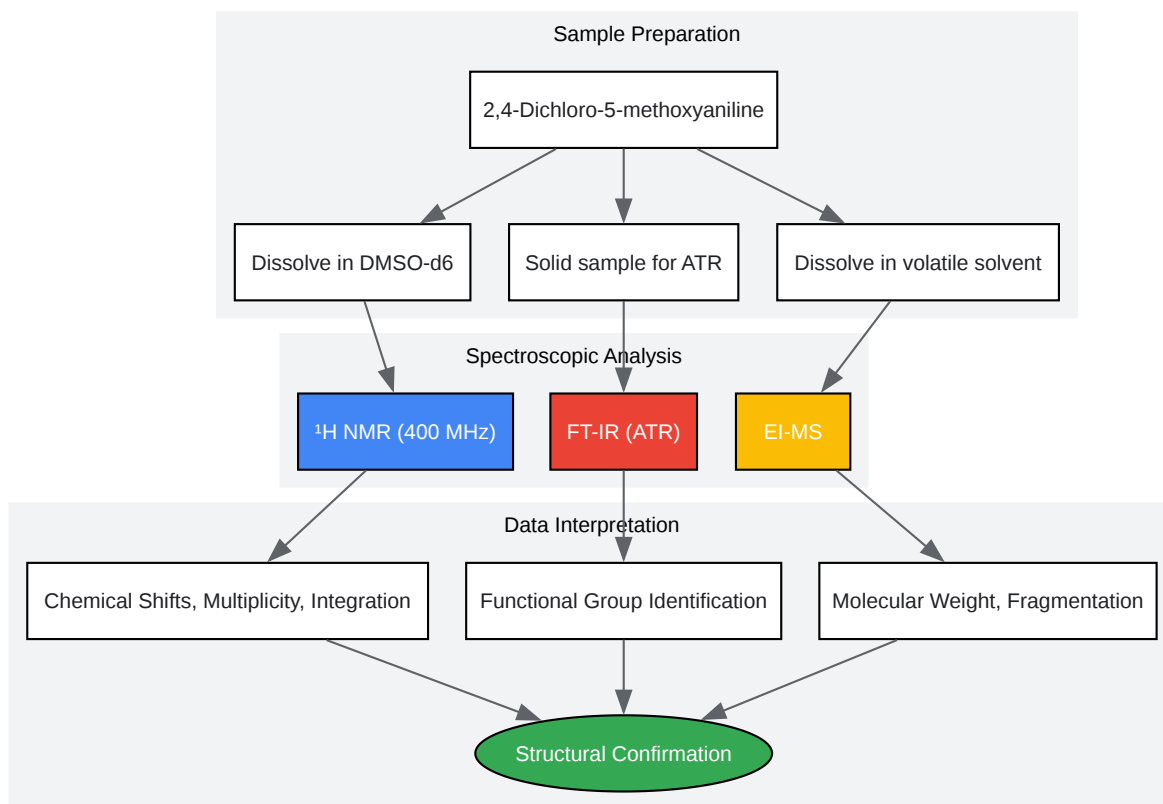 Sample Preparation
2,4-Dichloro-5-methoxyaniline
Dissolve in DMSO-d6
Solid sample for ATR
Dissolve in volatile solvent
Spectroscopic Analysis
¹H NMR (400 MHz)
FT-IR (ATR)
EI-MS
Data Interpretation
Chemical Shifts, Multiplicity, Integration
Functional Group Identification
Molecular Weight, Fragmentation
Structural Confirmation